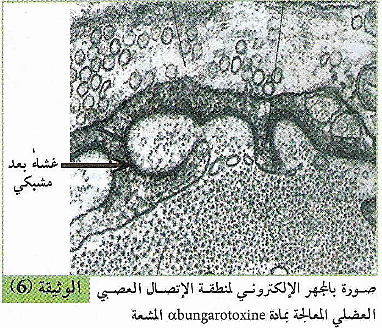 غشاء بعد
مشبكي
الوثيقة (6) صورة بالمجهر الإلكتروني لمنطقة الإتصال العصبي
العضلي المعالجة بمادة αbungarotoxine المشعة